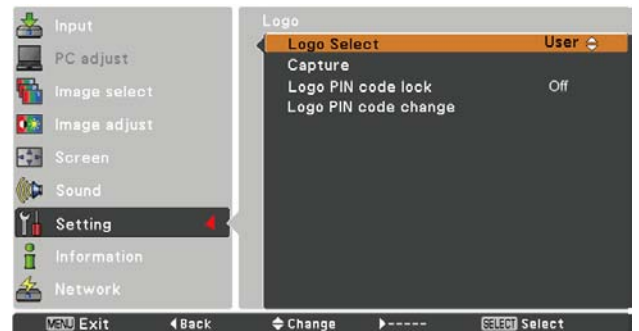 Input
PC adjust
Image select
Image adjust
Screen
Sound
Setting
Information
Network
Logo
Logo Select User
Capture
Logo PIN code lock Off
Logo PIN code change
MENU Exit Back Change ----- SELECT Select